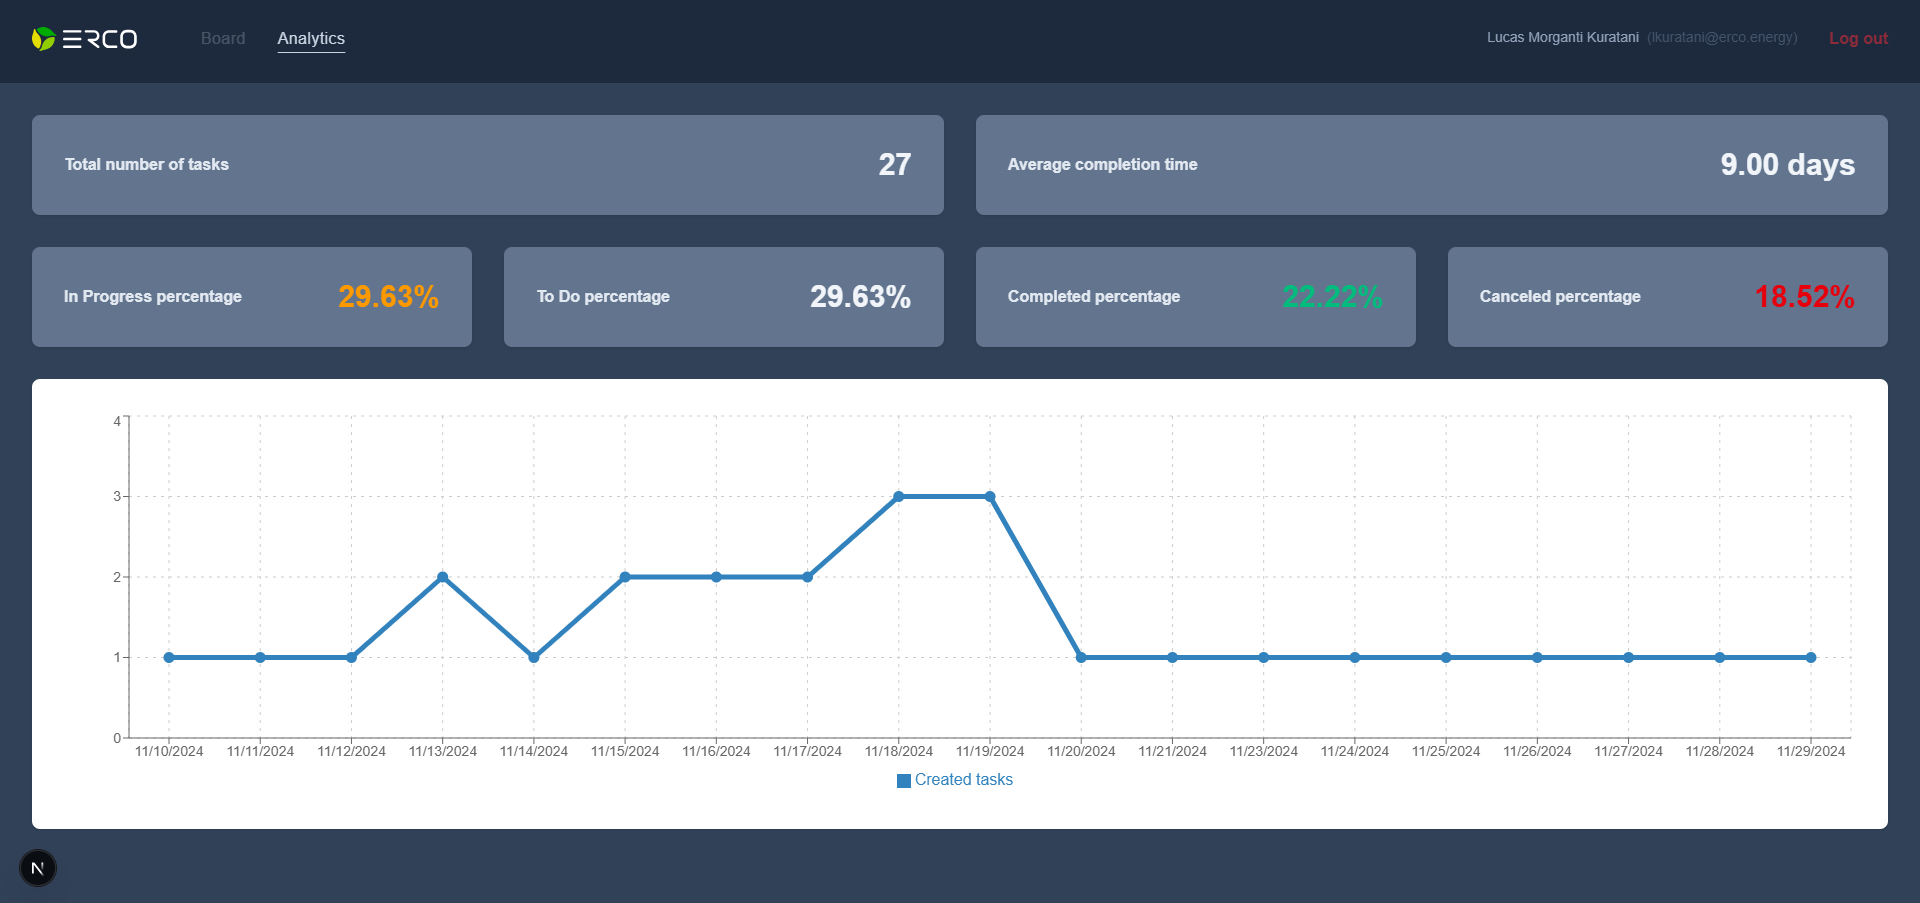 ERCO
Board
Analytics
Lucas Morganti Kuratani (lkuratani@erco.energy)
Log out
Total number of tasks
27
Average completion time
9.00 days
In Progress percentage
29.63%
To Do percentage
29.63%
Completed percentage
22.22%
Canceled percentage
18.52%
4
3
2
1
0
11/10/2024 11/11/2024 11/12/2024 11/13/2024 11/14/2024 11/15/2024 11/16/2024 11/17/2024 11/18/2024 11/19/2024 11/20/2024 11/21/2024 11/23/2024 11/24/2024 11/25/2024 11/26/2024 11/27/2024 11/28/2024 11/29/2024
Created tasks
N